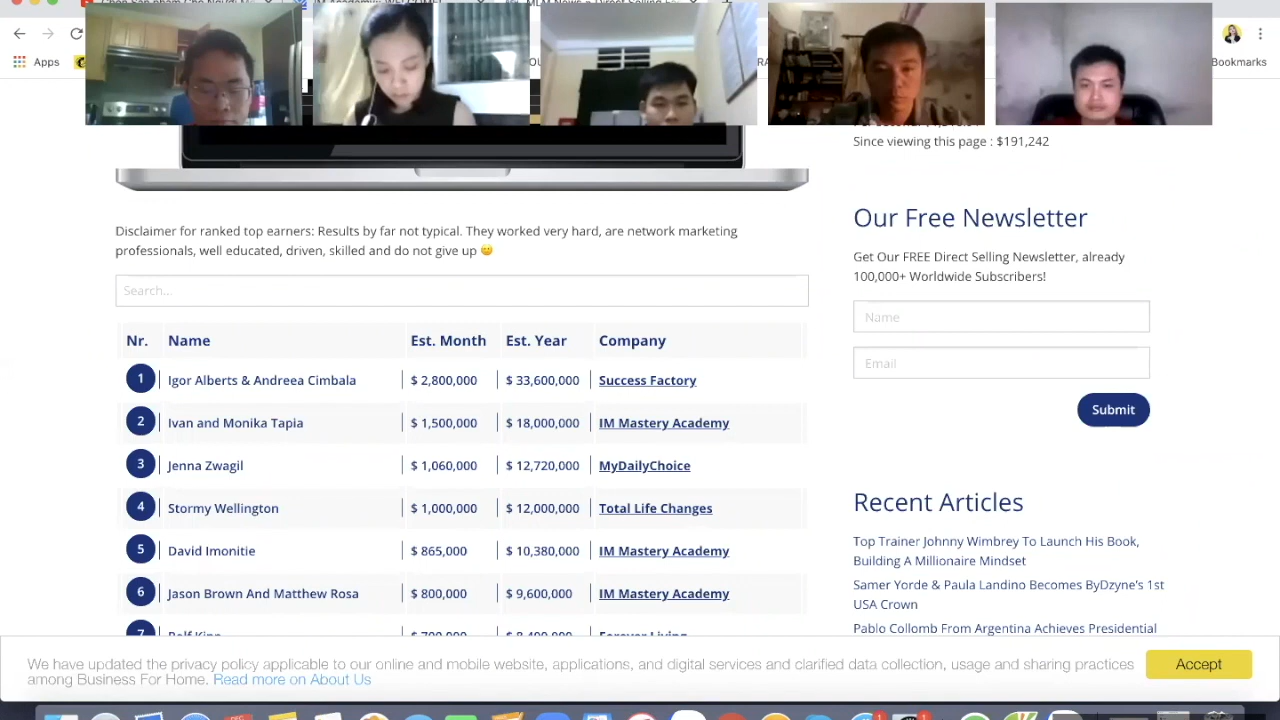 Apps
Bookmarks
Since viewing this page : $191,242
Disclaimer for ranked top earners: Results by far not typical. They worked very hard, are network marketing
professionals, well educated, driven, skilled and do not give up 😀
Search...
Nr. Name Est. Month Est. Year Company
1 Igor Alberts & Andreea Cimbala $ 2,800,000 $ 33,600,000 Success Factory
2 Ivan and Monika Tapia $ 1,500,000 $ 18,000,000 IM Mastery Academy
3 Jenna Zwagil $ 1,060,000 $ 12,720,000 MyDailyChoice
4 Stormy Wellington $ 1,000,000 $ 12,000,000 Total Life Changes
5 David Imonitie $ 865,000 $ 10,380,000 IM Mastery Academy
6 Jason Brown And Matthew Rosa $ 800,000 $ 9,600,000 IM Mastery Academy
Our Free Newsletter
Get Our FREE Direct Selling Newsletter, already
100,000+ Worldwide Subscribers!
Name
Email
Submit
Recent Articles
Top Trainer Johnny Wimbrey To Launch His Book,
Building A Millionaire Mindset
Samer Yorde & Paula Landino Becomes ByDzyne's 1st
USA Crown
Pablo Collomb From Argentina Achieves Presidential
We have updated the privacy policy applicable to our online and mobile website, applications, and digital services and clarified data collection, usage and sharing practices
among Business For Home. Read more on About Us
Accept